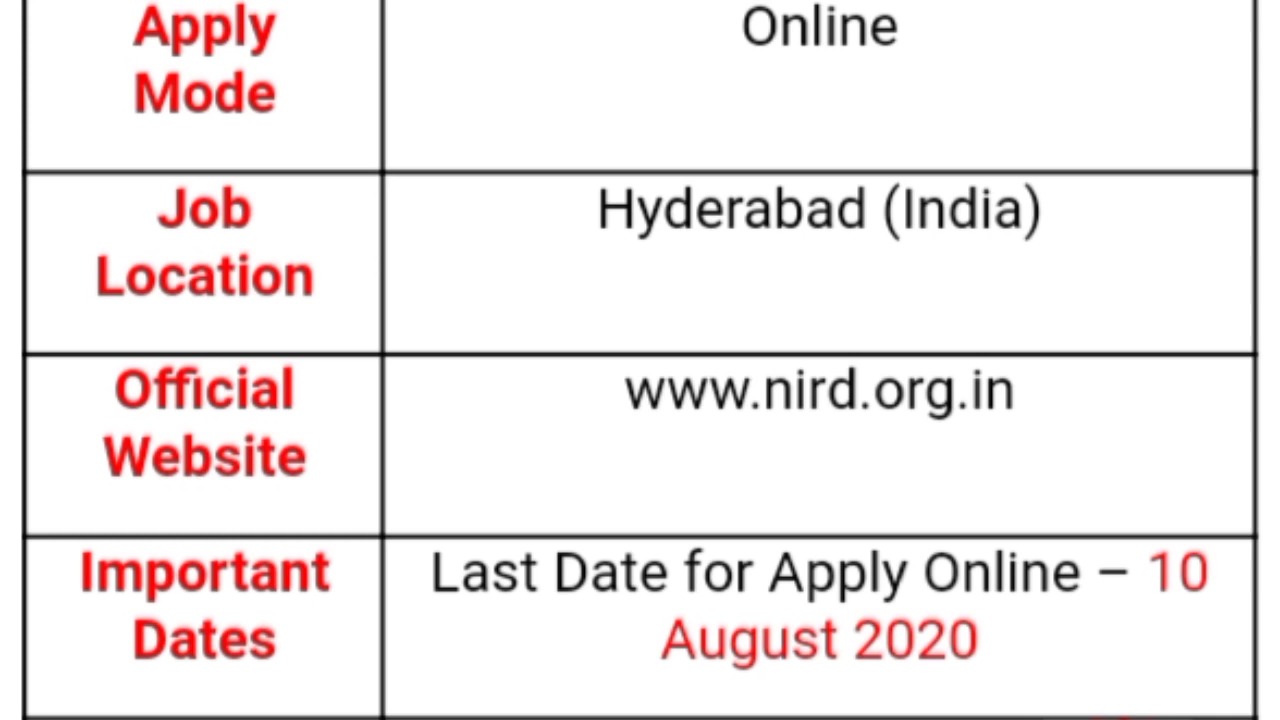 Apply
Mode
Online
Job
Location
Hyderabad (India)
Official
Website
www.nird.org.in
Important
Dates
Last Date for Apply Online – 10
August 2020